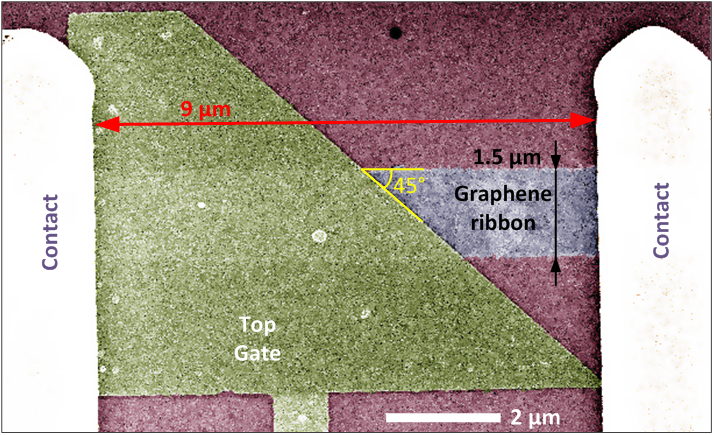 9 µm
1.5 µm
45°
Graphene
ribbon
Contact
Contact
Top
Gate
2 µm